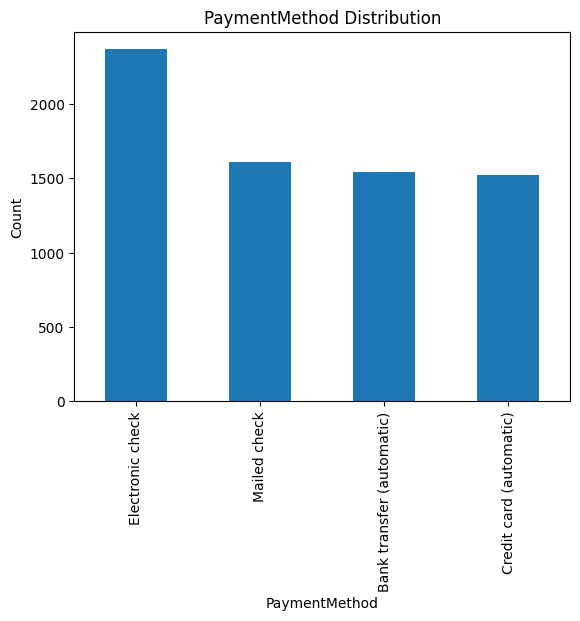 PaymentMethod Distribution
Count
2000
1500
1000
500
0
Electronic check
Mailed check
Bank transfer (automatic)
Credit card (automatic)
PaymentMethod